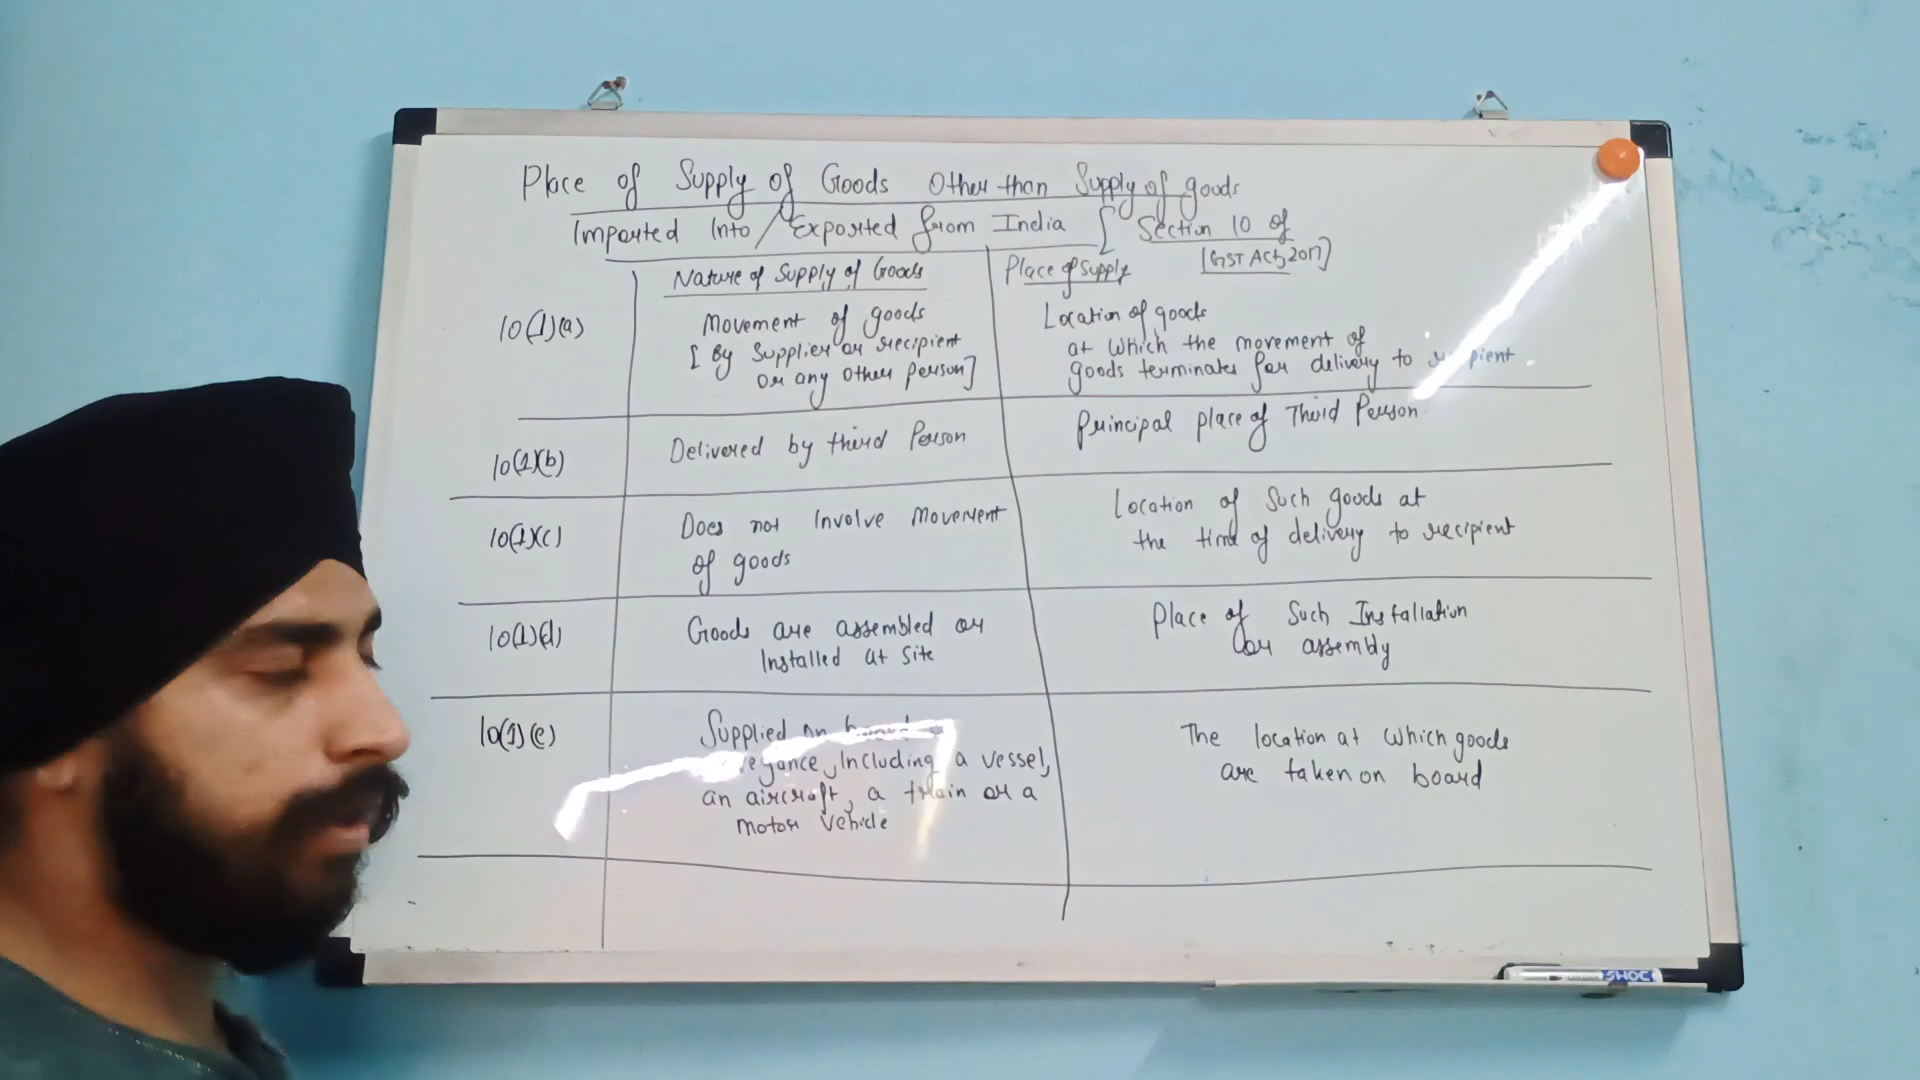 Place of Supply of Goods Other than Supply of goods
Imported Into / Exported from India [ Section 10 of
IGST Act, 2017]
Nature of Supply of Goods
Place of Supply
10(1)(a)
Movement of goods
[ By Supplier or recipient
or any other person]
Location of goods
at which the movement of
goods terminates for delivery to
10(1)(b)
Delivered by third Person
Principal place of Third Person
10(1)(c)
Does not Involve Movement
of goods
Location of Such goods at
the time of delivery to recipient
10(1)(d)
Goods are assembled or
Installed at Site
Place of Such Installation
or assembly
10(1)(e)
Supplied on board a
Including a vessel,
an aircraft, a train or a
motor vehicle
The location at which goods
are taken on board